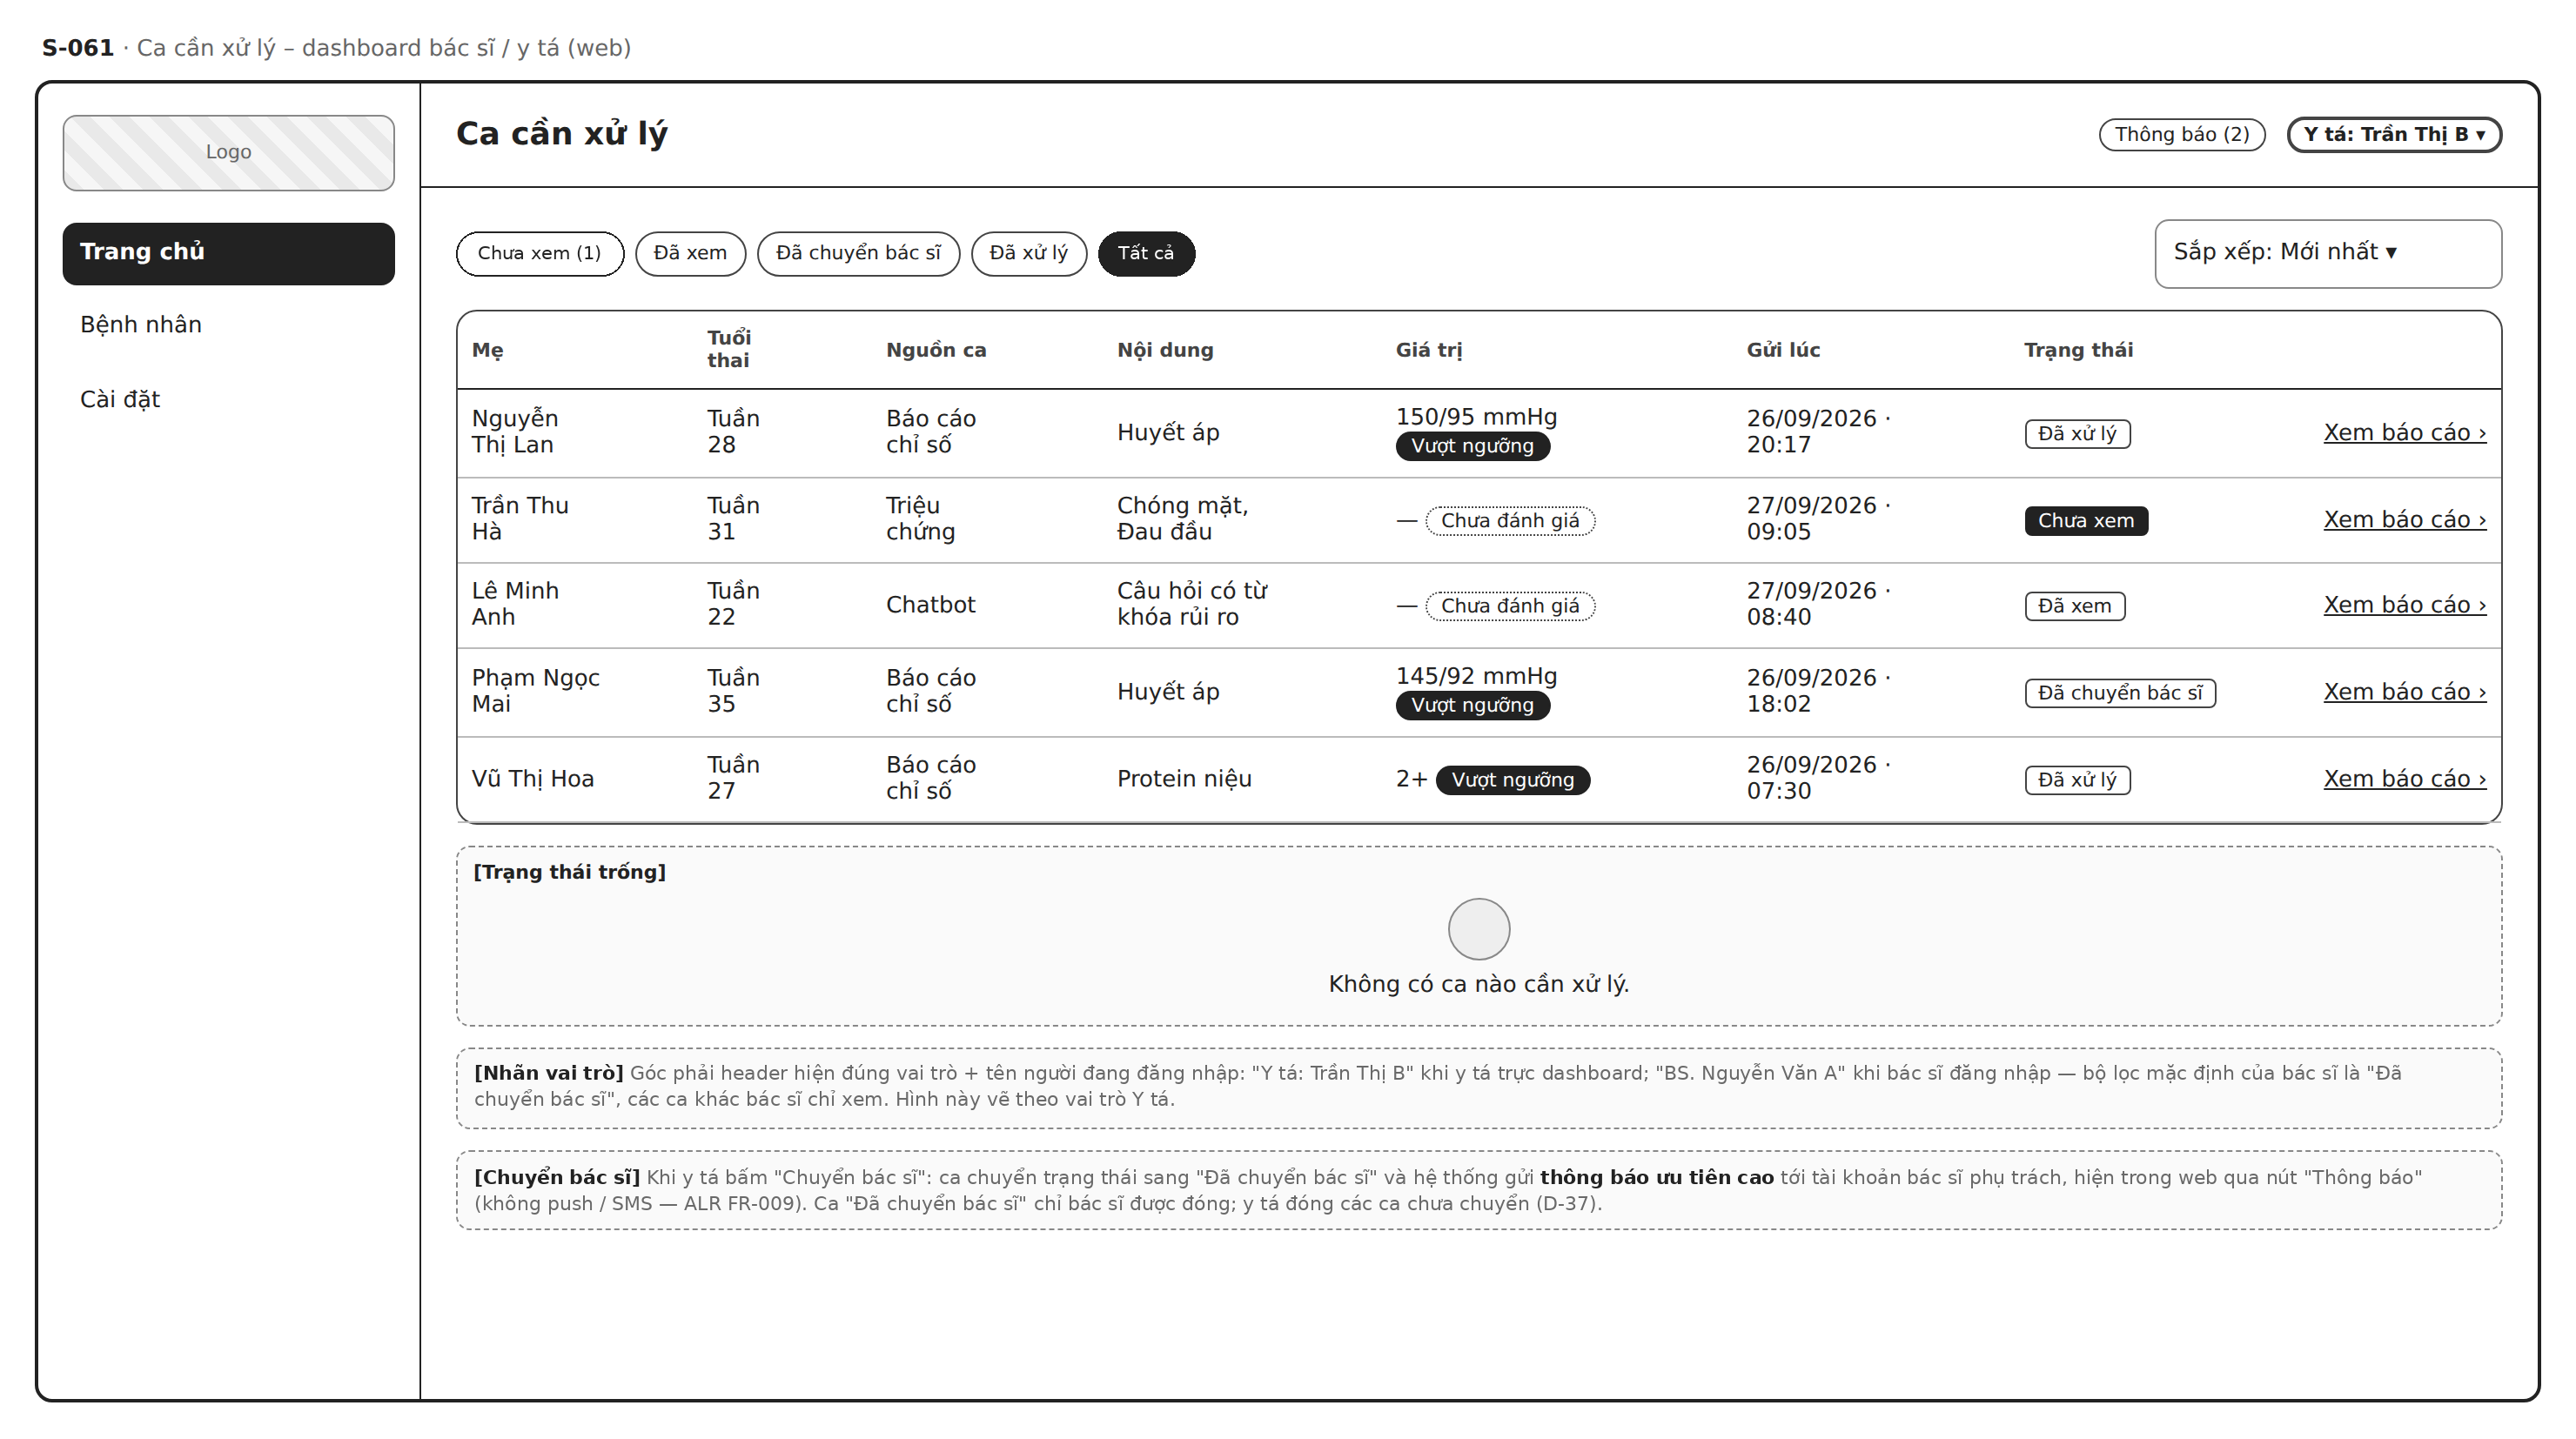 S-061 · Ca cần xử lý – dashboard bác sĩ / y tá (web)
Logo
Trang chủ
Bệnh nhân
Cài đặt
Ca cần xử lý
Thông báo (2)
Y tá: Trần Thị B ▾
Chưa xem (1)
Đã xem
Đã chuyển bác sĩ
Đã xử lý
Tất cả
Sắp xếp: Mới nhất ▾
Mẹ
Tuổi
thai
Nguồn ca
Nội dung
Giá trị
Gửi lúc
Trạng thái
Nguyễn
Thị Lan
Tuần
28
Báo cáo
chỉ số
Huyết áp
150/95 mmHg
Vượt ngưỡng
26/09/2026 ·
20:17
Đã xử lý
Xem báo cáo ›
Trần Thu
Hà
Tuần
31
Triệu
chứng
Chóng mặt,
Đau đầu
— Chưa đánh giá
27/09/2026 ·
09:05
Chưa xem
Xem báo cáo ›
Lê Minh
Anh
Tuần
22
Chatbot
Câu hỏi có từ
khóa rủi ro
— Chưa đánh giá
27/09/2026 ·
08:40
Đã xem
Xem báo cáo ›
Phạm Ngọc
Mai
Tuần
35
Báo cáo
chỉ số
Huyết áp
145/92 mmHg
Vượt ngưỡng
26/09/2026 ·
18:02
Đã chuyển bác sĩ
Xem báo cáo ›
Vũ Thị Hoa
Tuần
27
Báo cáo
chỉ số
Protein niệu
2+ Vượt ngưỡng
26/09/2026 ·
07:30
Đã xử lý
Xem báo cáo ›
[Trạng thái trống]
Không có ca nào cần xử lý.
[Nhãn vai trò] Góc phải header hiện đúng vai trò + tên người đang đăng nhập: "Y tá: Trần Thị B" khi y tá trực dashboard; "BS. Nguyễn Văn A" khi bác sĩ đăng nhập — bộ lọc mặc định của bác sĩ là "Đã
chuyển bác sĩ", các ca khác bác sĩ chỉ xem. Hình này vẽ theo vai trò Y tá.
[Chuyển bác sĩ] Khi y tá bấm "Chuyển bác sĩ": ca chuyển trạng thái sang "Đã chuyển bác sĩ" và hệ thống gửi thông báo ưu tiên cao tới tài khoản bác sĩ phụ trách, hiện trong web qua nút "Thông báo"
(không push / SMS — ALR FR-009). Ca "Đã chuyển bác sĩ" chỉ bác sĩ được đóng; y tá đóng các ca chưa chuyển (D-37).